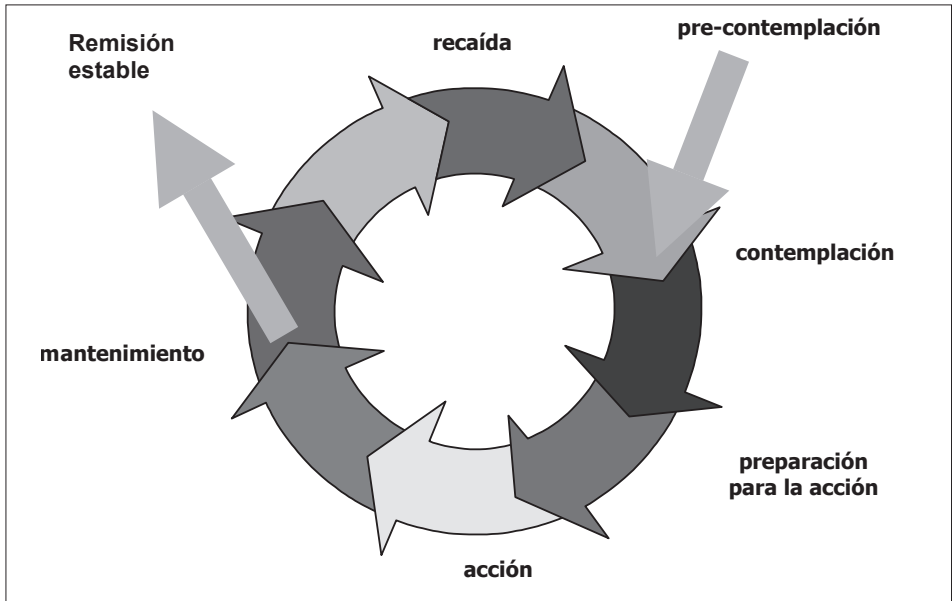 Remisión
estable
recaída
pre-contemplación
contemplación
mantenimiento
preparación
para la acción
acción